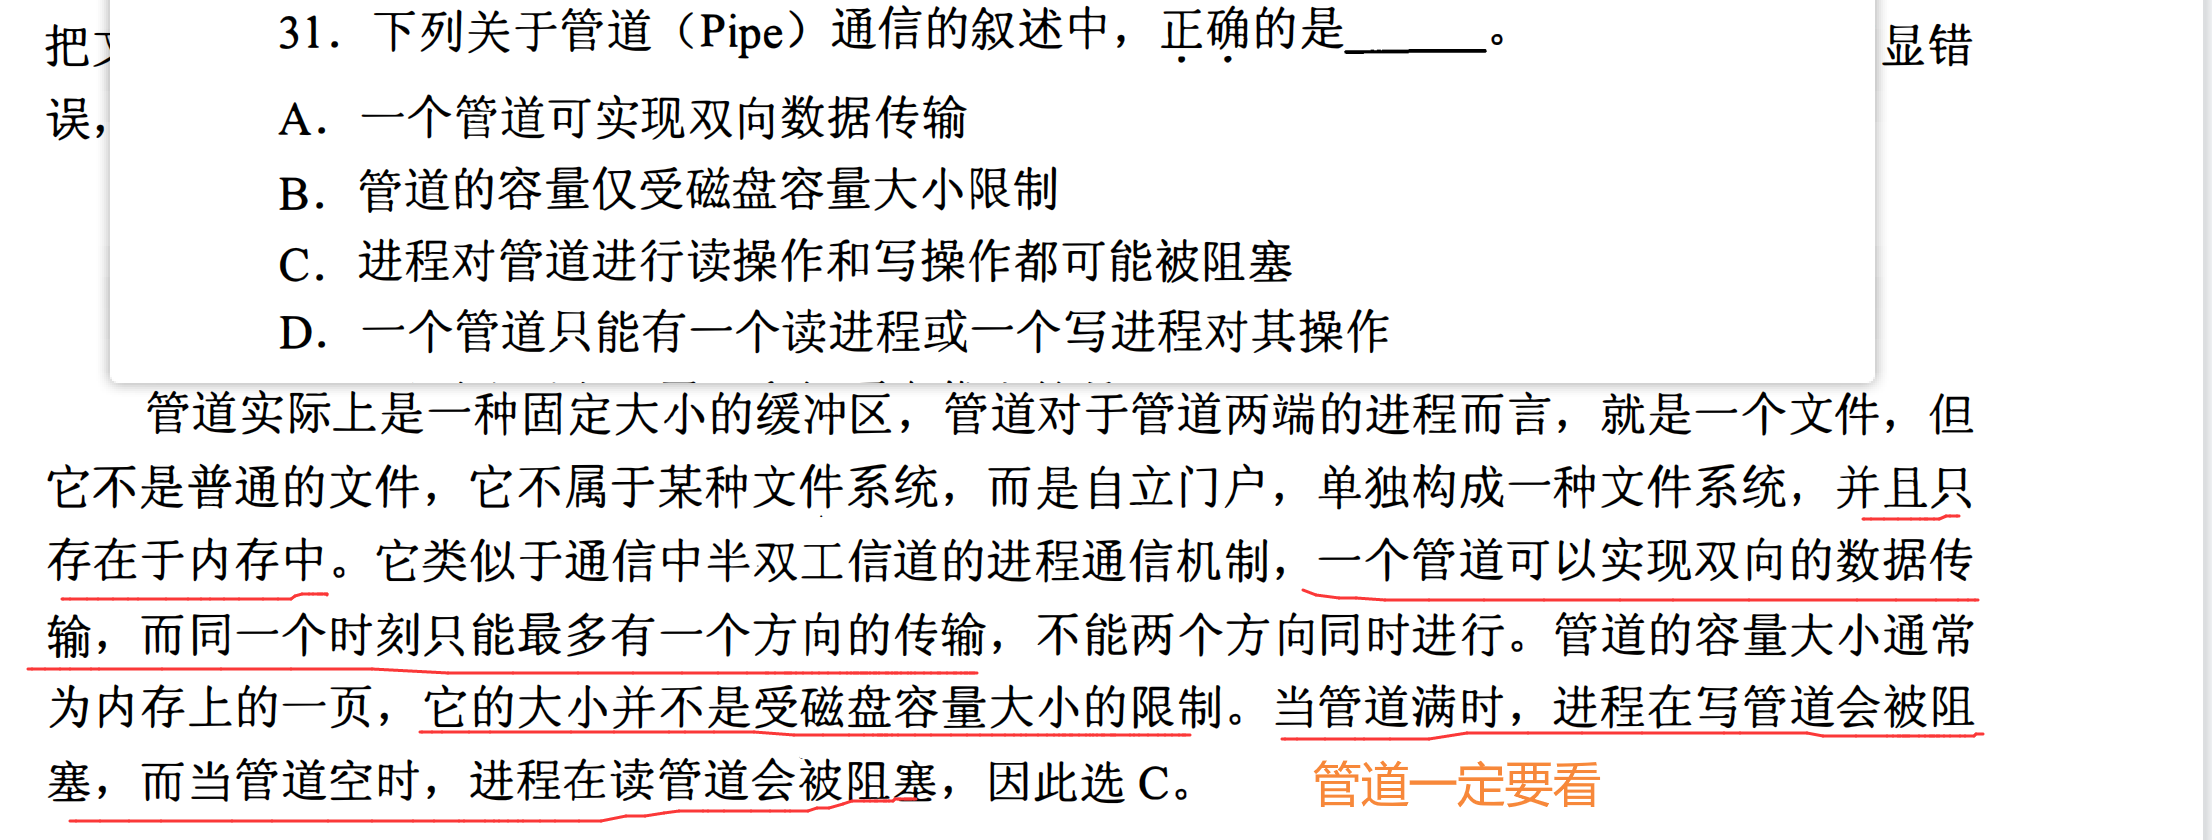 31. 下列关于管道（Pipe）通信的叙述中，正确的是______。
显错
误，
A. 一个管道可实现双向数据传输
B. 管道的容量仅受磁盘容量大小限制
C. 进程对管道进行读操作和写操作都可能被阻塞
D. 一个管道只能有一个读进程或一个写进程对其操作
管道实际上是一种固定大小的缓冲区，管道对于管道两端的进程而言，就是一个文件，但
它不是普通的文件，它不属于某种文件系统，而是自立门户，单独构成一种文件系统，并且只
存在于内存中。它类似于通信中半双工信道的进程通信机制，一个管道可以实现双向的数据传
输，而同一个时刻只能最多有一个方向的传输，不能两个方向同时进行。管道的容量大小通常
为内存上的一页，它的大小并不是受磁盘容量大小的限制。当管道满时，进程在写管道会被阻
塞，而当管道空时，进程在读管道会被阻塞，因此选 C。
管道一定要看